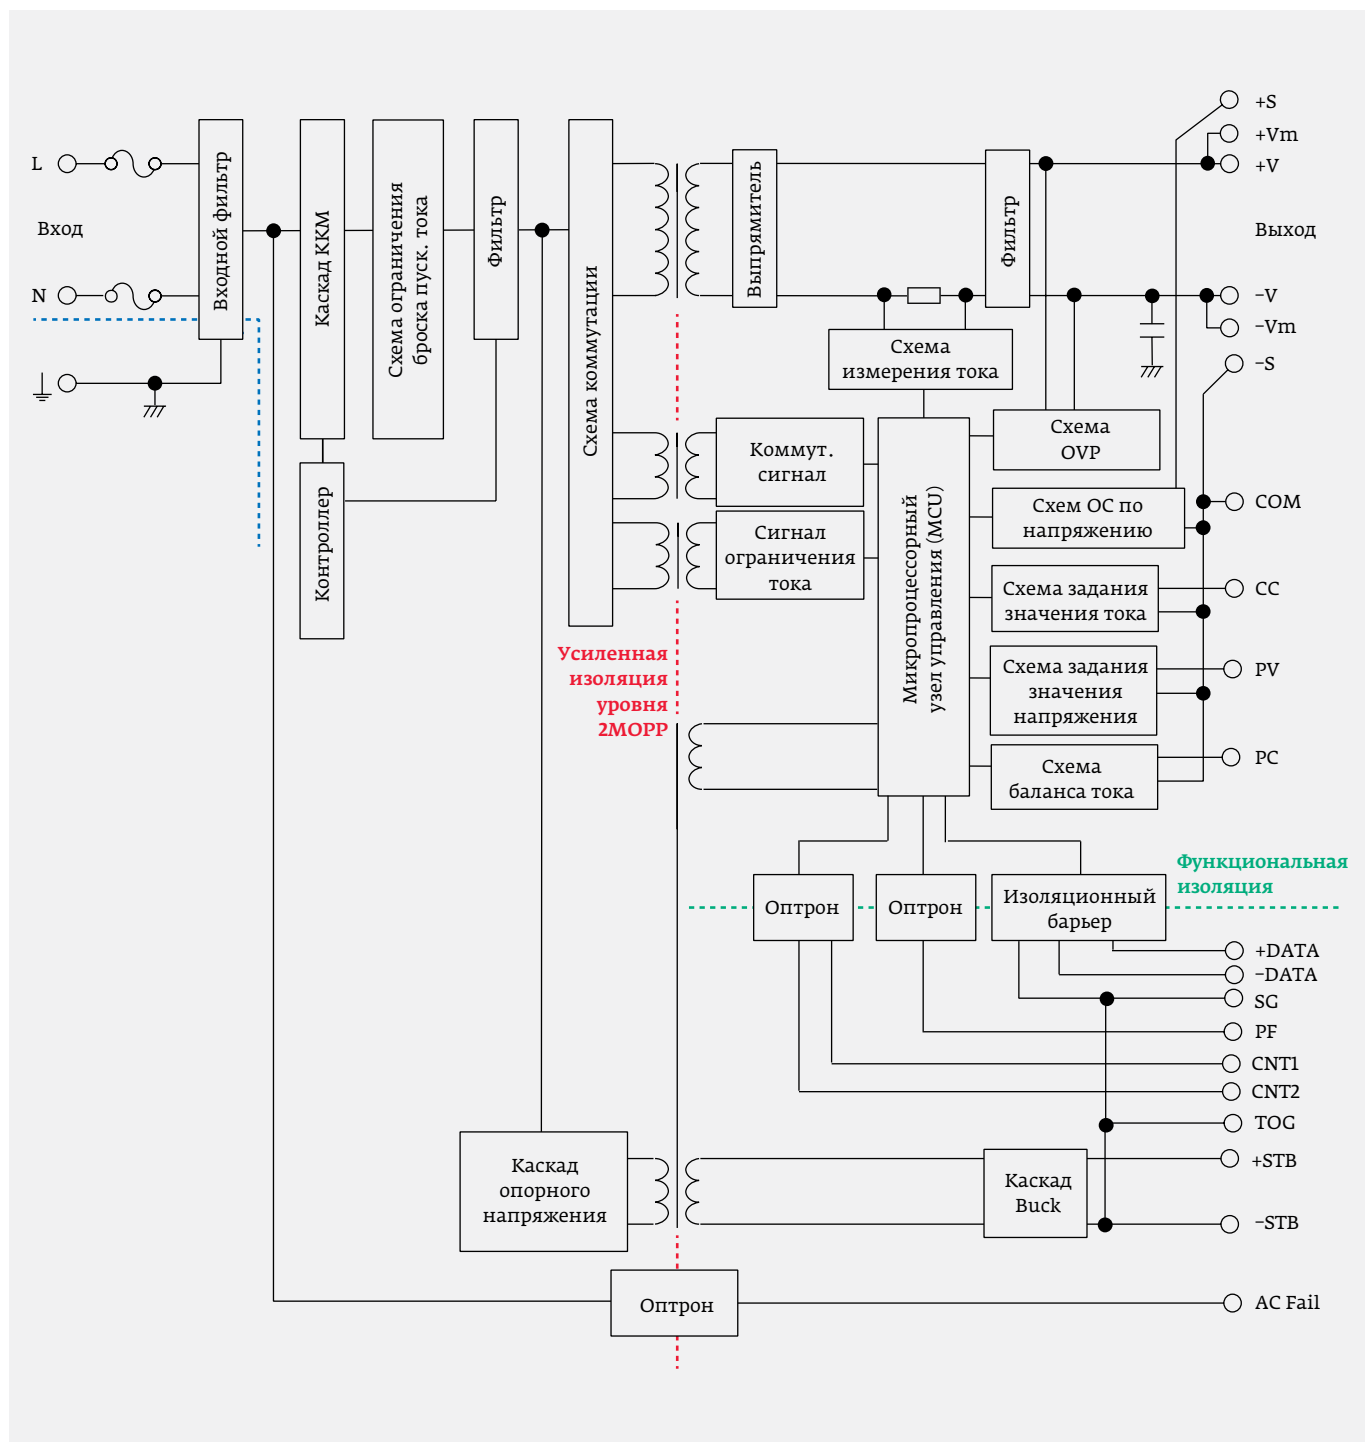 +S
+Vm
L
+V
Вход
Выход
N
−V
−Vm
−S
Входной фильтр
Каскад ККМ
Схема ограничения
броска пуск. тока
Фильтр
Схема коммутации
Выпрямитель
Фильтр
Контроллер
Схема
измерения тока
Коммут.
сигнал
Сигнал
ограничения
тока
Микропроцессорный
узел управления (MCU)
Схема
OVP
Схем ОС по
напряжению
Схема задания
значения тока
Схема задания
значения
напряжения
Схема
баланса тока
COM
CC
PV
PC
Усиленная
изоляция
уровня
2MOPP
Функциональная
изоляция
Оптрон
Оптрон
Изоляционный
барьер
+DATA
−DATA
SG
PF
CNT1
CNT2
TOG
+STB
Каскад
опорного
напряжения
Каскад
Buck
−STB
Оптрон
AC Fail